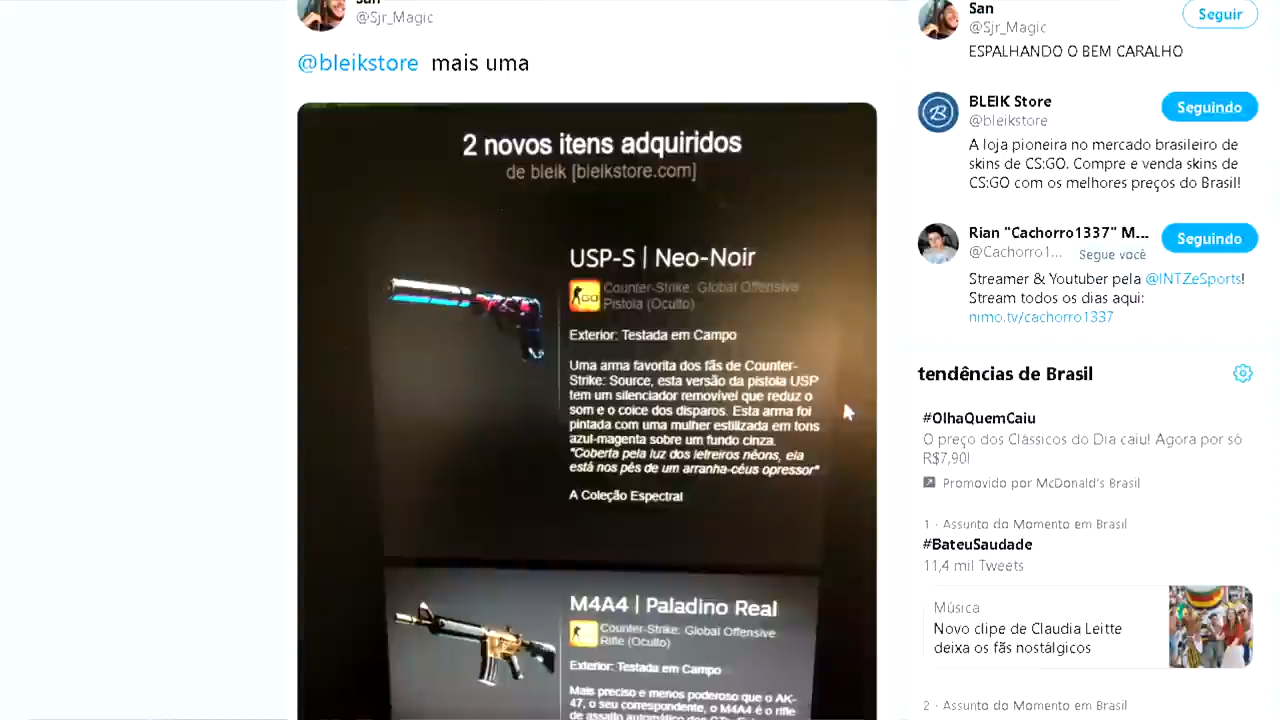 San
@Sjr_Magic
@bleikstore mais uma
2 novos itens adquiridos
de bleik [bleikstore.com]
USP-S | Neo-Noir
GO
Counter-Strike: Global Offensive
Pistola (Oculto)
Exterior: Testada em Campo
Uma arma favorita dos fãs de Counter-
Strike: Source, esta versão da pistola USP
tem um silenciador removível que reduz o
som e o coice dos disparos. Esta arma foi
pintada com uma mulher estilizada em tons
azul-magenta sobre um fundo cinza.
"Coberta pela luz dos letreiros néons, ela
está nos pés de um arranha-céus opressor"
A Coleção Espectral
M4A4 | Paladino Real
GO
Counter-Strike: Global Offensive
Rifle (Oculto)
Exterior: Testada em Campo
Mais preciso e menos poderoso que o AK-
47, o seu correspondente, o M4A4 é o rifle
San
Seguir
@Sjr_Magic
ESPALHANDO O BEM CARALHO
BLEIK Store
@bleikstore
Seguindo
A loja pioneira no mercado brasileiro de
skins de CS:GO. Compre e venda skins de
CS:GO com os melhores preços do Brasil!
Rian "Cachorro1337" M...
@Cachorro1... Segue você
Seguindo
Streamer & Youtuber pela @INTZeSports!
Stream todos os dias aqui:
nimo.tv/cachorro1337
tendências de Brasil
#OlhaQuemCaiu
O preço dos Clássicos do Dia caiu! Agora por só
R$7,90!
Promovido por McDonald's Brasil
1 · Assunto do Momento em Brasil
#BateuSaudade
11,4 mil Tweets
Música
Novo clipe de Claudia Leitte
deixa os fãs nostálgicos
2 · Assunto do Momento em Brasil